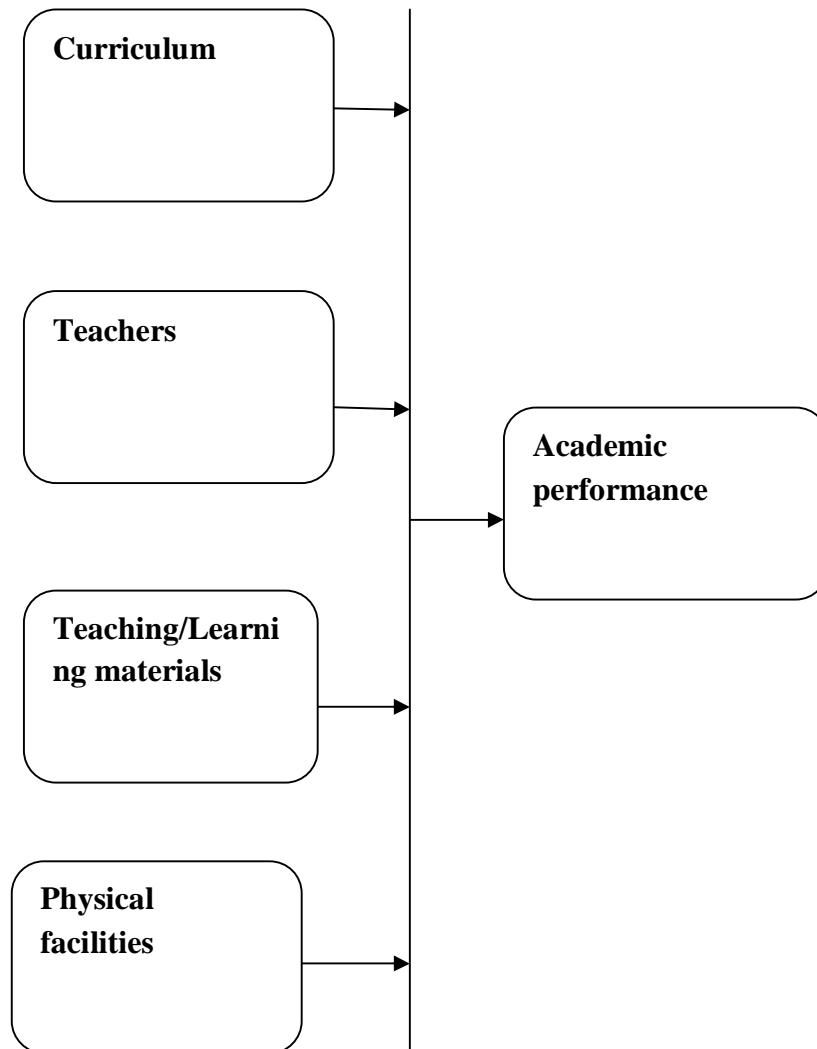 Curriculum
Teachers
Academic
performance
Teaching/Learni
ng materials
Physical
facilities